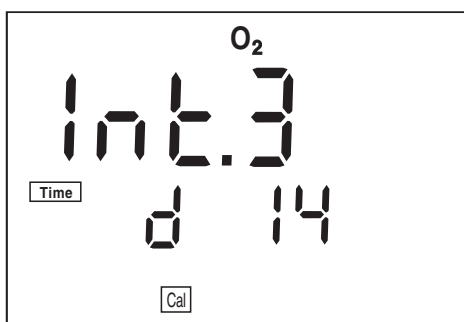 O₂
Int.3
Time
d 14
Cal